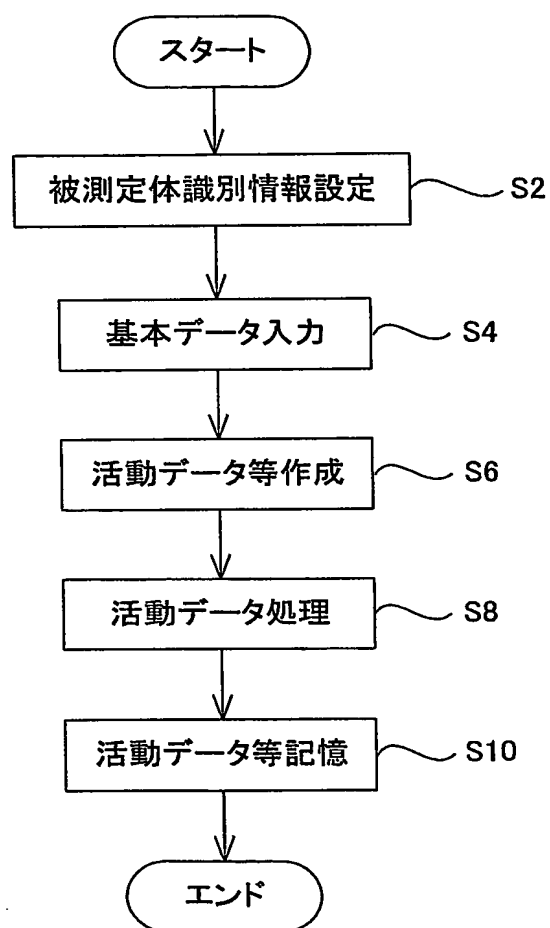 スタート
被測定体識別情報設定 S2
基本データ入力 S4
活動データ等作成 S6
活動データ処理 S8
活動データ等記憶 S10
エンド